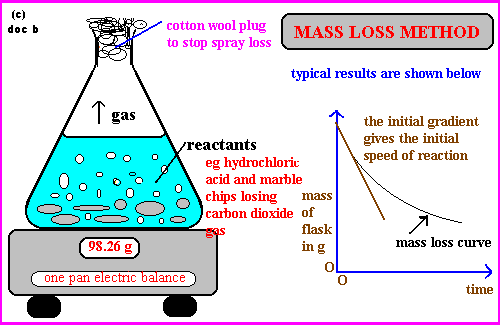 (c)
doc b
cotton wool plug
to stop spray loss
MASS LOSS METHOD
typical results are shown below
gas
reactants
eg hydrochloric
acid and marble
chips losing
carbon dioxide
gas
98.26 g
one pan electric balance
the initial gradient
gives the initial
speed of reaction
mass
of
flask
in g
mass loss curve
O
O
time